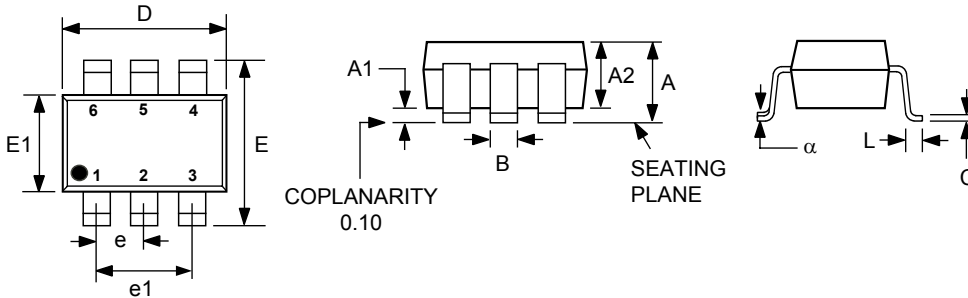 D
6 5 4
1 2 3
E1
E
e
e1
A1
A2
A
B
COPLANARITY
0.10
SEATING
PLANE
α
L
C